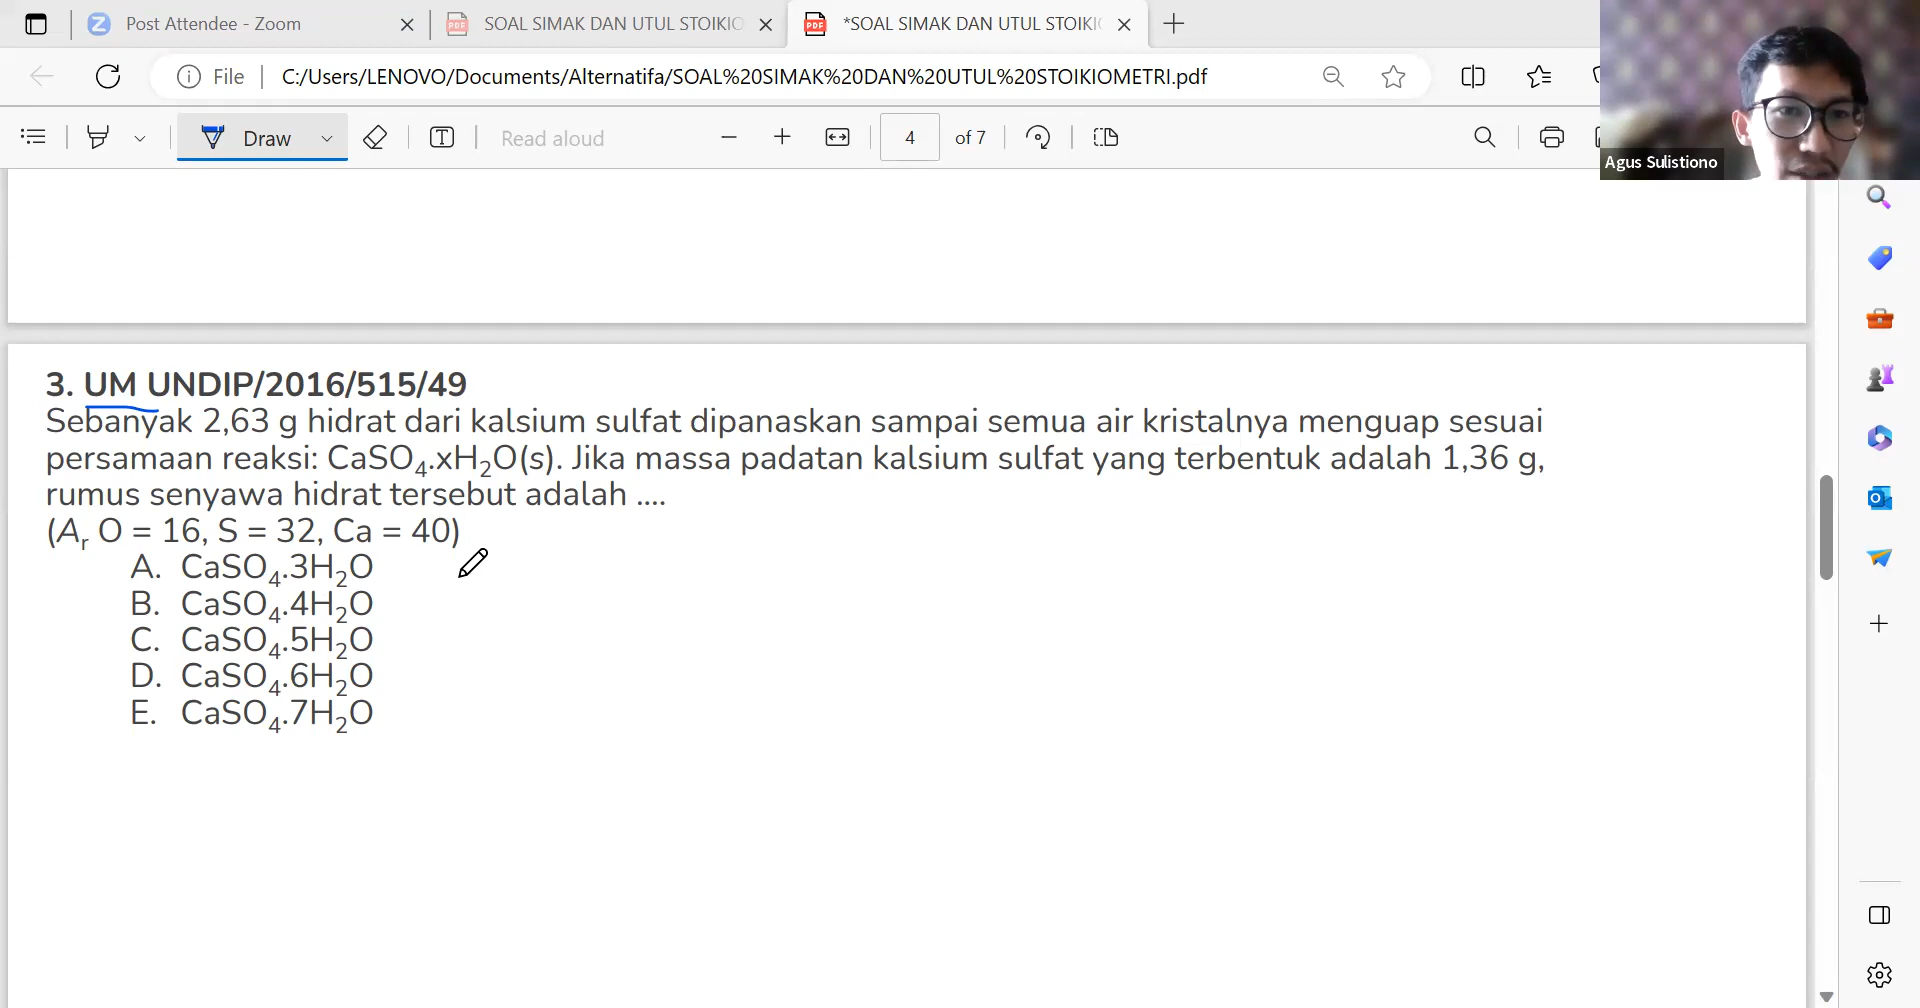 Post Attendee - Zoom
SOAL SIMAK DAN UTUL STOIKIO
*SOAL SIMAK DAN UTUL STOIKI
File
C:/Users/LENOVO/Documents/Alternatifa/SOAL%20SIMAK%20DAN%20UTUL%20STOIKIOMETRI.pdf
Draw
Read aloud
4 of 7
Agus Sulistiono
3. UM UNDIP/2016/515/49
Sebanyak 2,63 g hidrat dari kalsium sulfat dipanaskan sampai semua air kristalnya menguap sesuai
persamaan reaksi: CaSO₄.xH₂O(s). Jika massa padatan kalsium sulfat yang terbentuk adalah 1,36 g,
rumus senyawa hidrat tersebut adalah ....
(Aᵣ O = 16, S = 32, Ca = 40)
A. CaSO₄.3H₂O
B. CaSO₄.4H₂O
C. CaSO₄.5H₂O
D. CaSO₄.6H₂O
E. CaSO₄.7H₂O